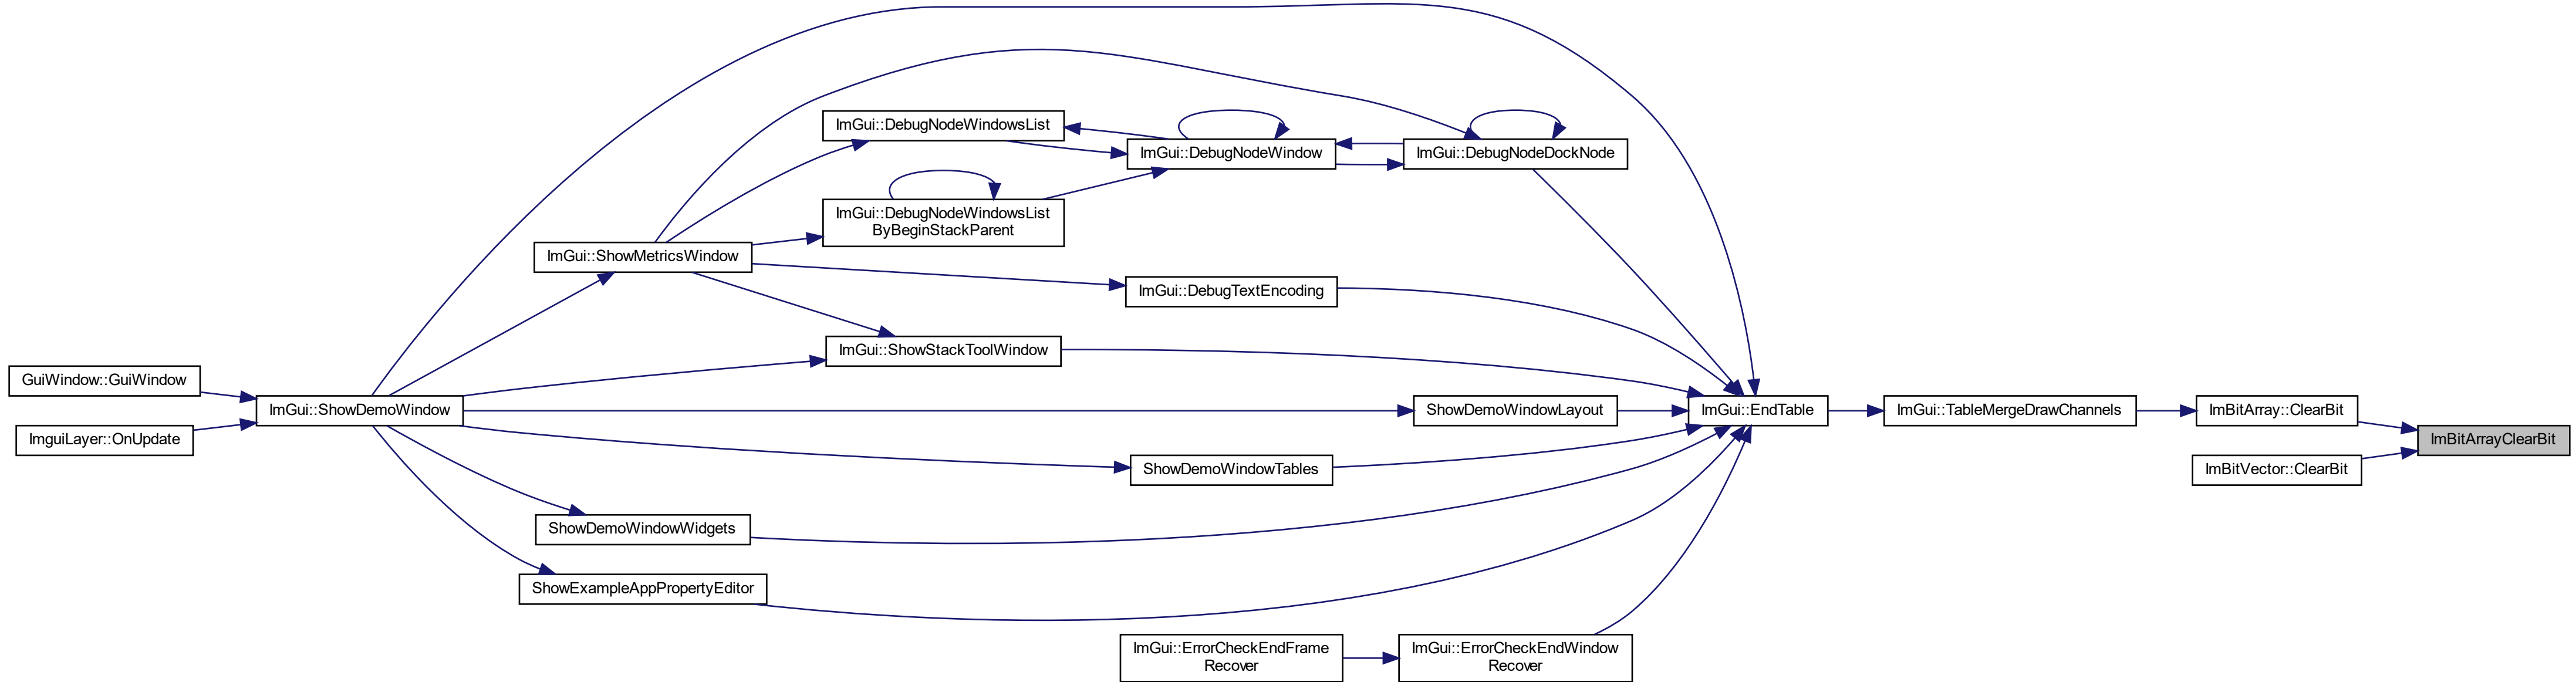 ImGui::DebugNodeWindowsList
ImGui::DebugNodeWindow
ImGui::DebugNodeDockNode
ImGui::DebugNodeWindowsList
ByBeginStackParent
ImGui::ShowMetricsWindow
ImGui::DebugTextEncoding
ImGui::ShowStackToolWindow
GuiWindow::GuiWindow
ImGui::ShowDemoWindow
ShowDemoWindowLayout
ImGui::EndTable
ImGui::TableMergeDrawChannels
ImBitArray::ClearBit
ImguiLayer::OnUpdate
ImBitArrayClearBit
ShowDemoWindowTables
ImBitVector::ClearBit
ShowDemoWindowWidgets
ShowExampleAppPropertyEditor
ImGui::ErrorCheckEndFrame
Recover
ImGui::ErrorCheckEndWindow
Recover